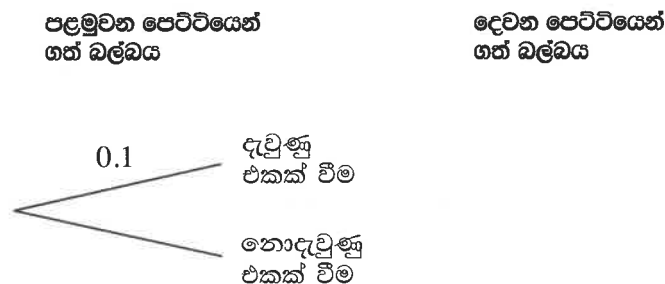 පළමුවන පෙට්ටියෙන්
ගත් බල්බය
දෙවන පෙට්ටියෙන්
ගත් බල්බය
0.1
දැවුණු
එකක් වීම
නොදැවුණු
එකක් වීම